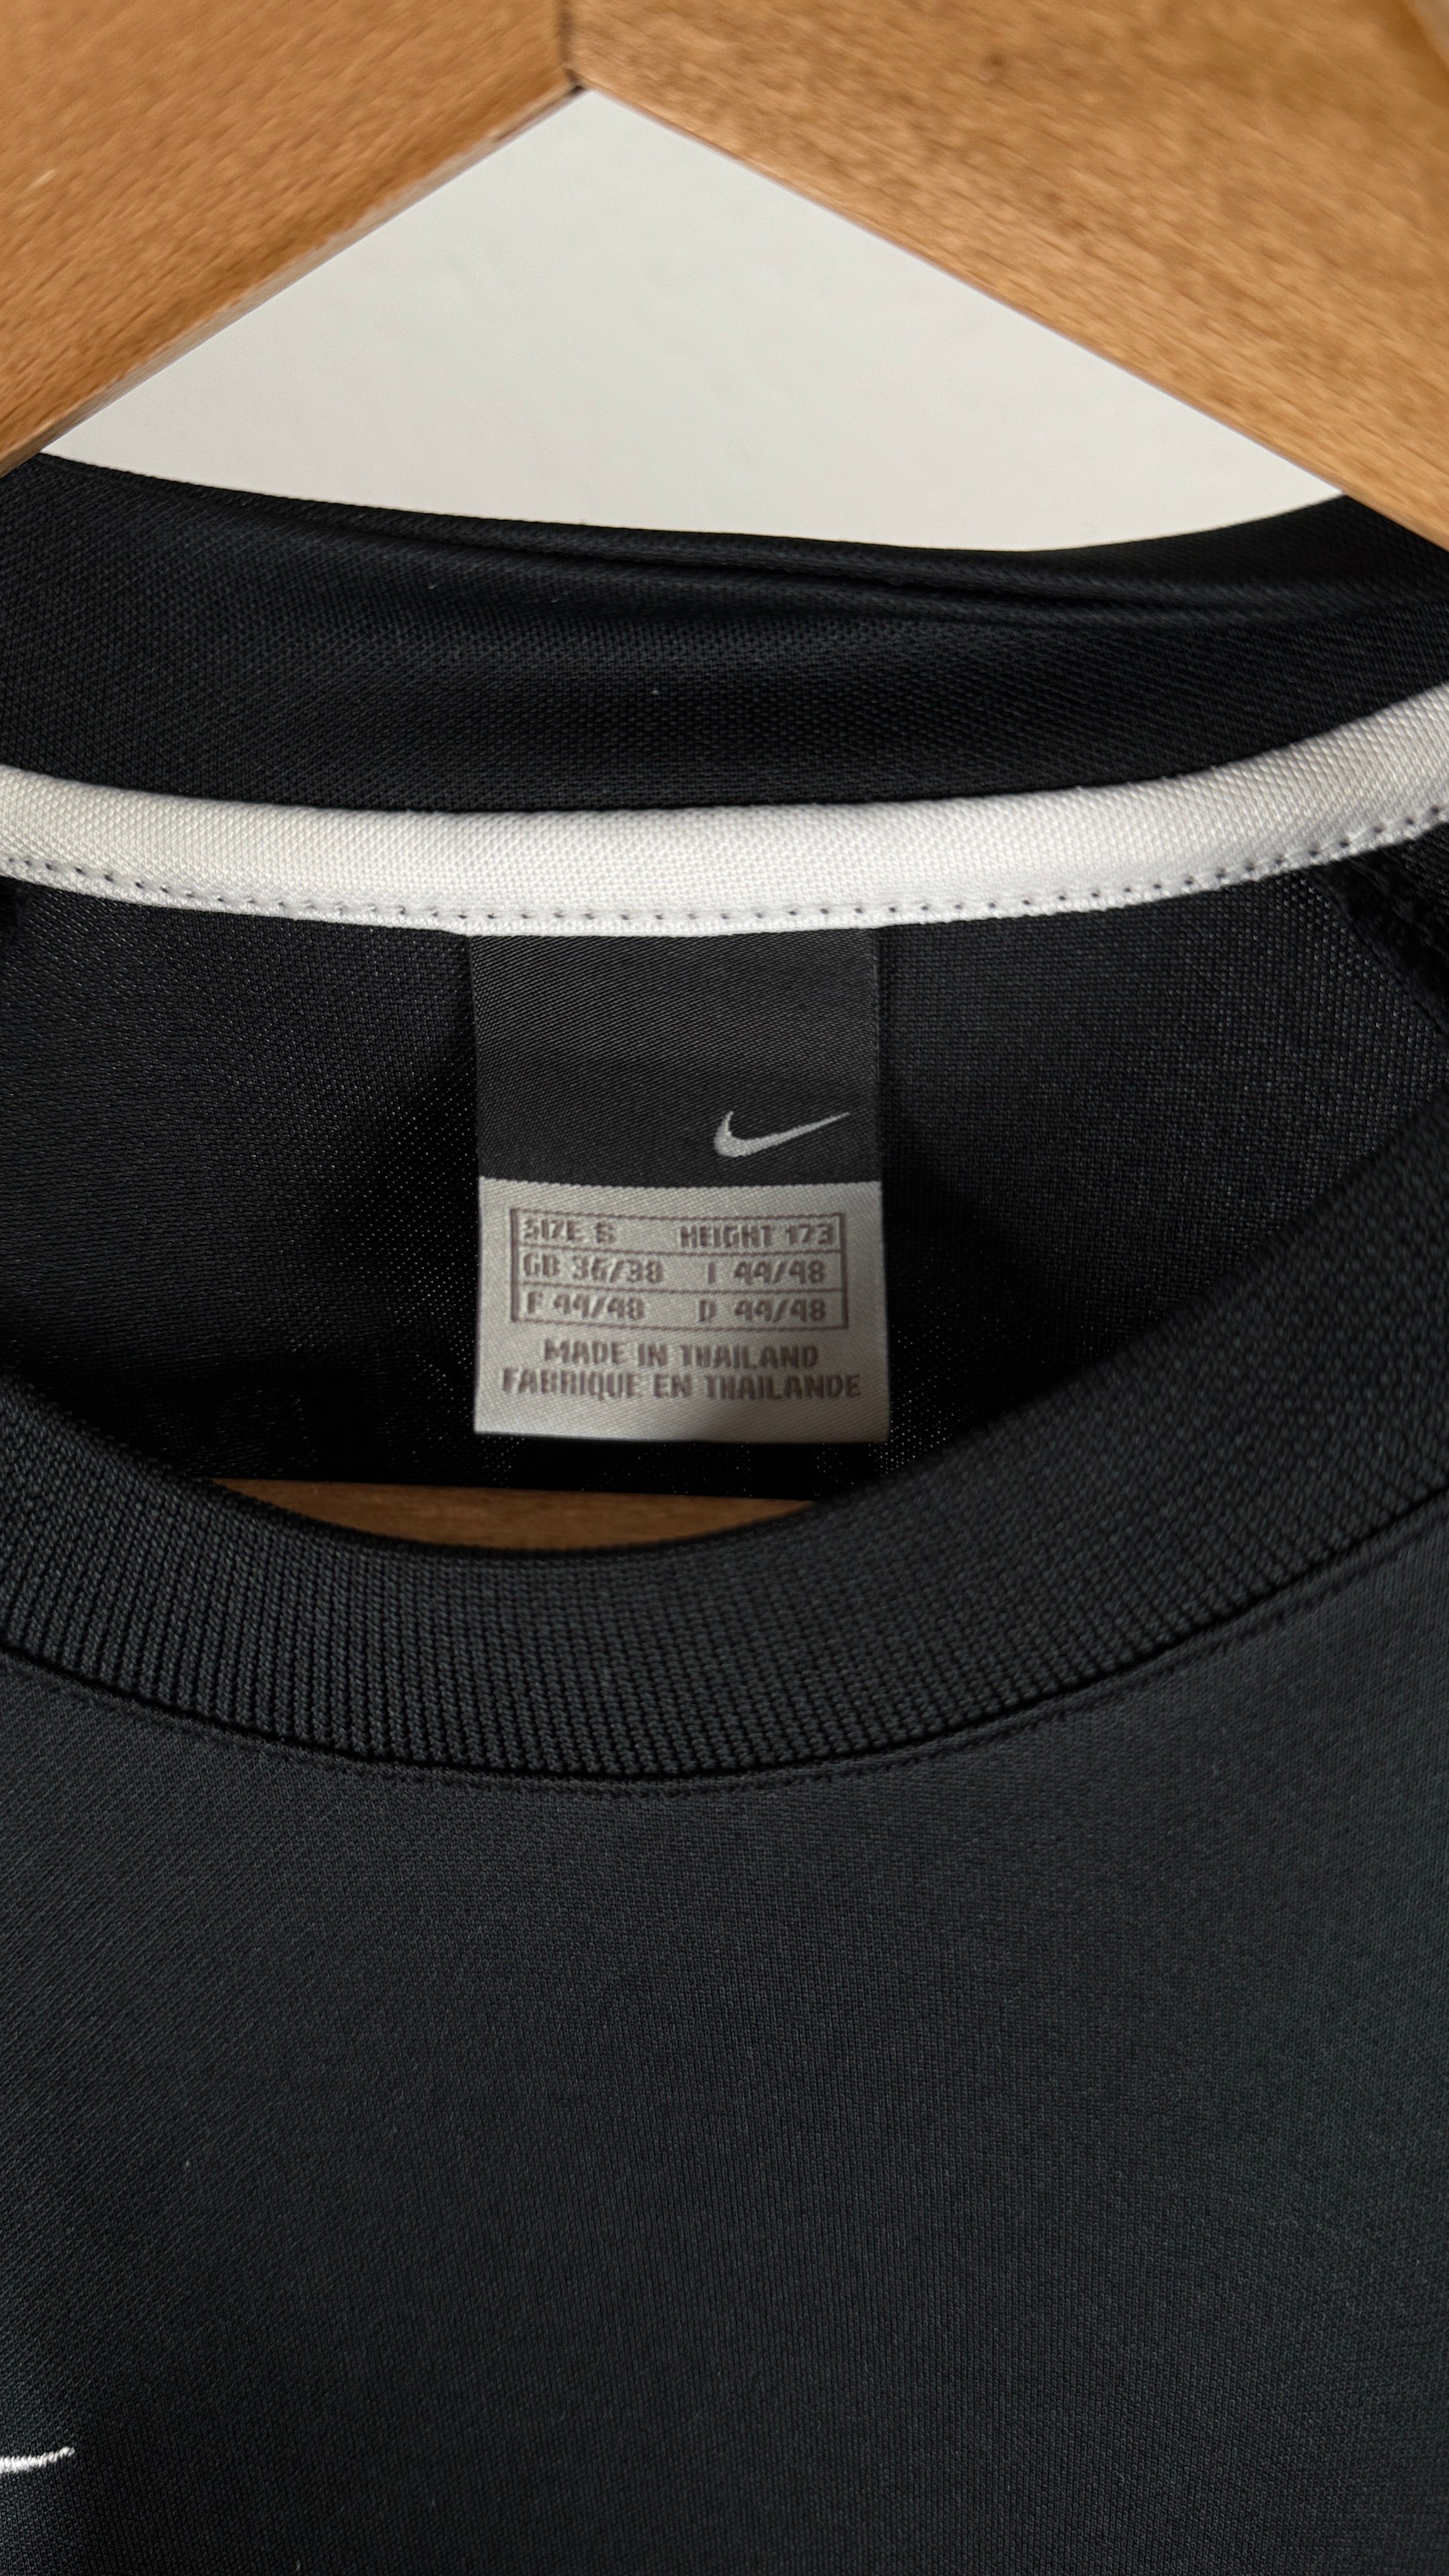 SIZE S HEIGHT 173
GB 36/38 I 44/48
F 44/48 D 44/48
MADE IN THAILAND
FABRIQUE EN THAILANDE